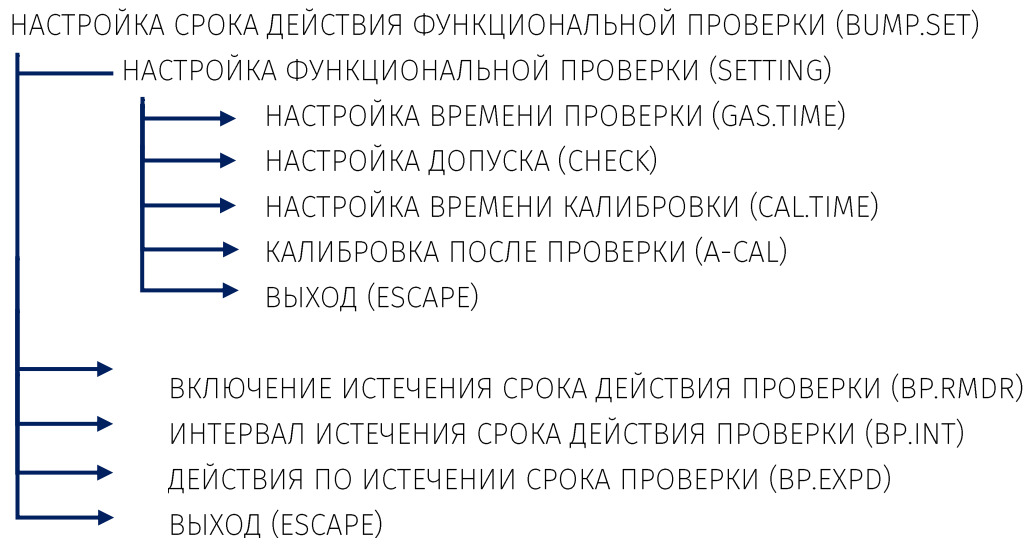 НАСТРОЙКА СРОКА ДЕЙСТВИЯ ФУНКЦИОНАЛЬНОЙ ПРОВЕРКИ (BUMP.SET)
НАСТРОЙКА ФУНКЦИОНАЛЬНОЙ ПРОВЕРКИ (SETTING)
НАСТРОЙКА ВРЕМЕНИ ПРОВЕРКИ (GAS.TIME)
НАСТРОЙКА ДОПУСКА (CHECK)
НАСТРОЙКА ВРЕМЕНИ КАЛИБРОВКИ (CAL.TIME)
КАЛИБРОВКА ПОСЛЕ ПРОВЕРКИ (A-CAL)
ВЫХОД (ESCAPE)
ВКЛЮЧЕНИЕ ИСТЕЧЕНИЯ СРОКА ДЕЙСТВИЯ ПРОВЕРКИ (BP.RMDR)
ИНТЕРВАЛ ИСТЕЧЕНИЯ СРОКА ДЕЙСТВИЯ ПРОВЕРКИ (BP.INT)
ДЕЙСТВИЯ ПО ИСТЕЧЕНИИ СРОКА ПРОВЕРКИ (BP.EXPD)
ВЫХОД (ESCAPE)